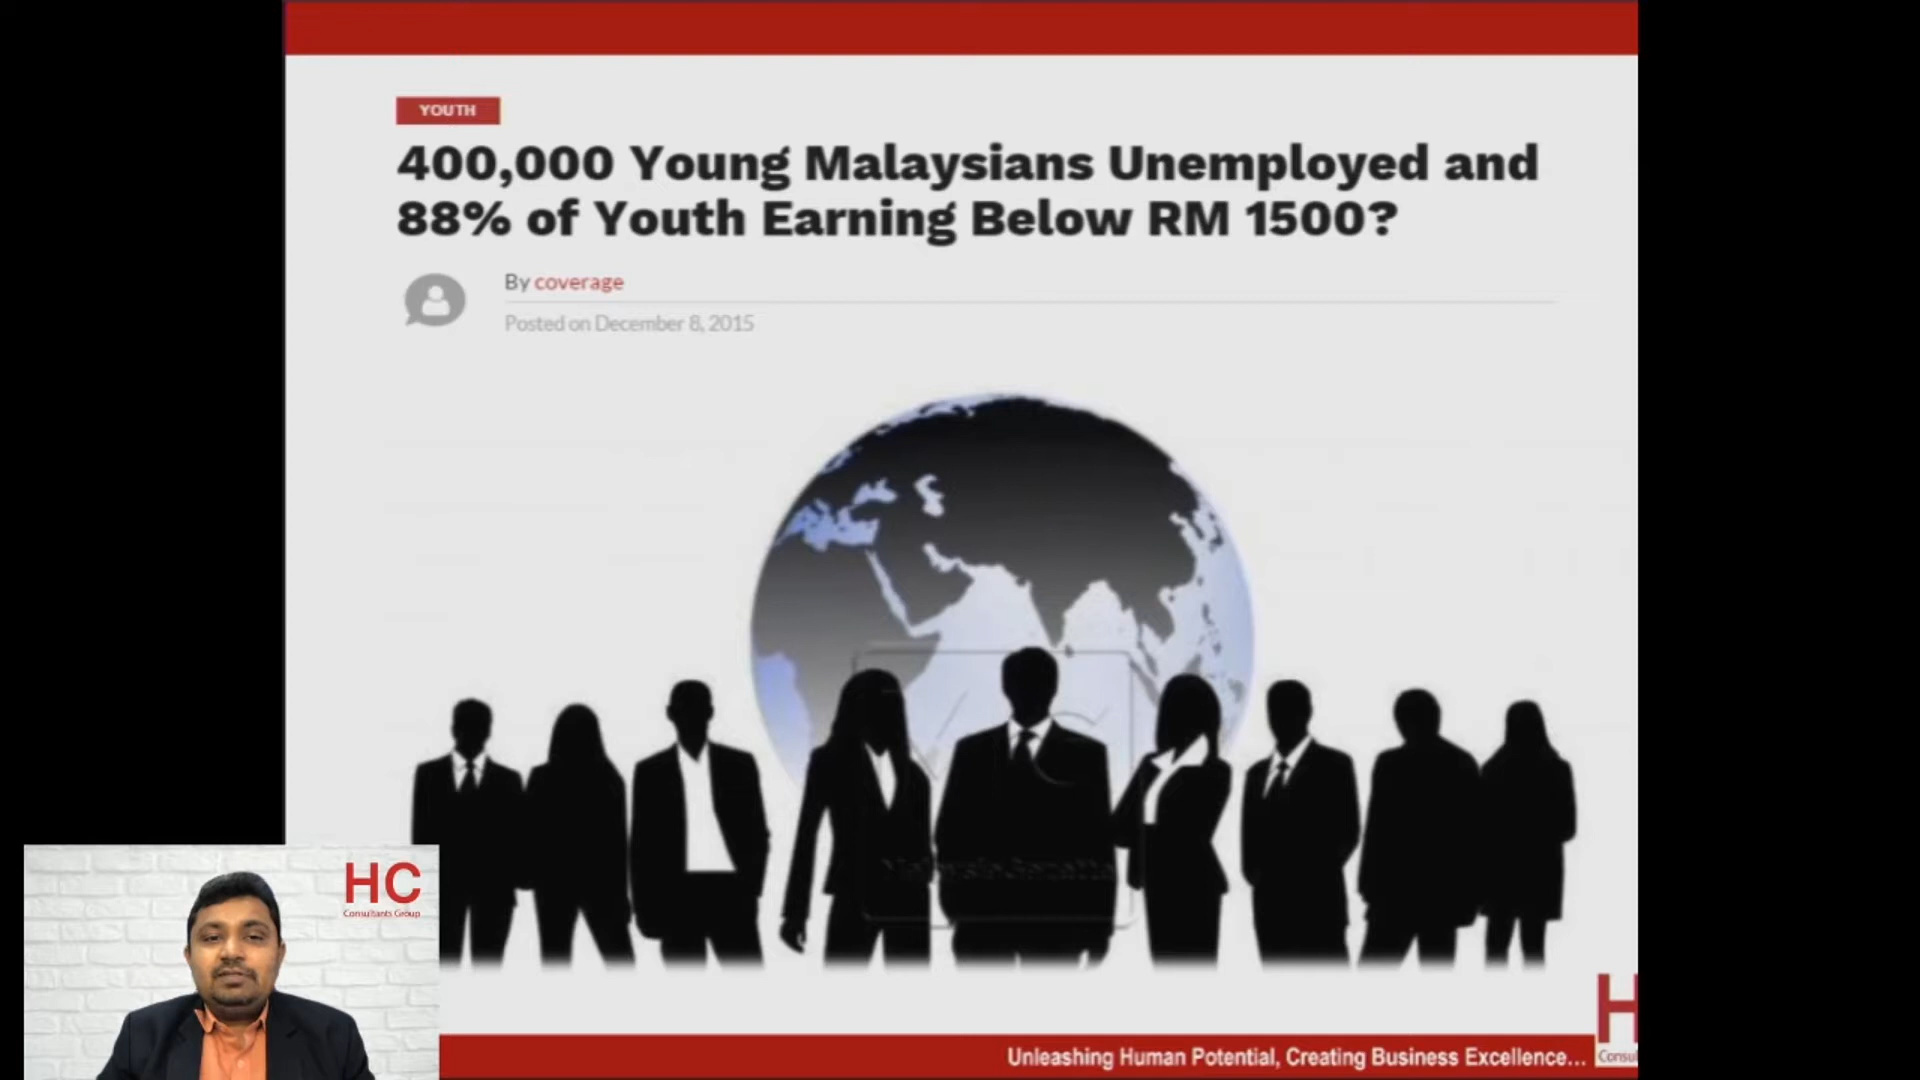 YOUTH
400,000 Young Malaysians Unemployed and
88% of Youth Earning Below RM 1500?
By coverage
Posted on December 8, 2015
HC
Consultants Group
H
Consul
Unleashing Human Potential, Creating Business Excellence...